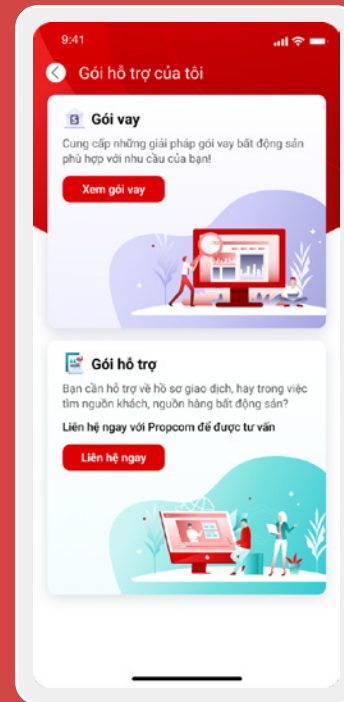 9:41
Gói hỗ trợ của tôi
Gói vay
Cung cấp những giải pháp gói vay bất động sản
phù hợp với nhu cầu của bạn!
Xem gói vay
Gói hỗ trợ
Bạn cần hỗ trợ về hồ sơ giao dịch, hay trong việc
tìm nguồn khách, nguồn hàng bất động sản?
Liên hệ ngay với Propcom để được tư vấn
Liên hệ ngay